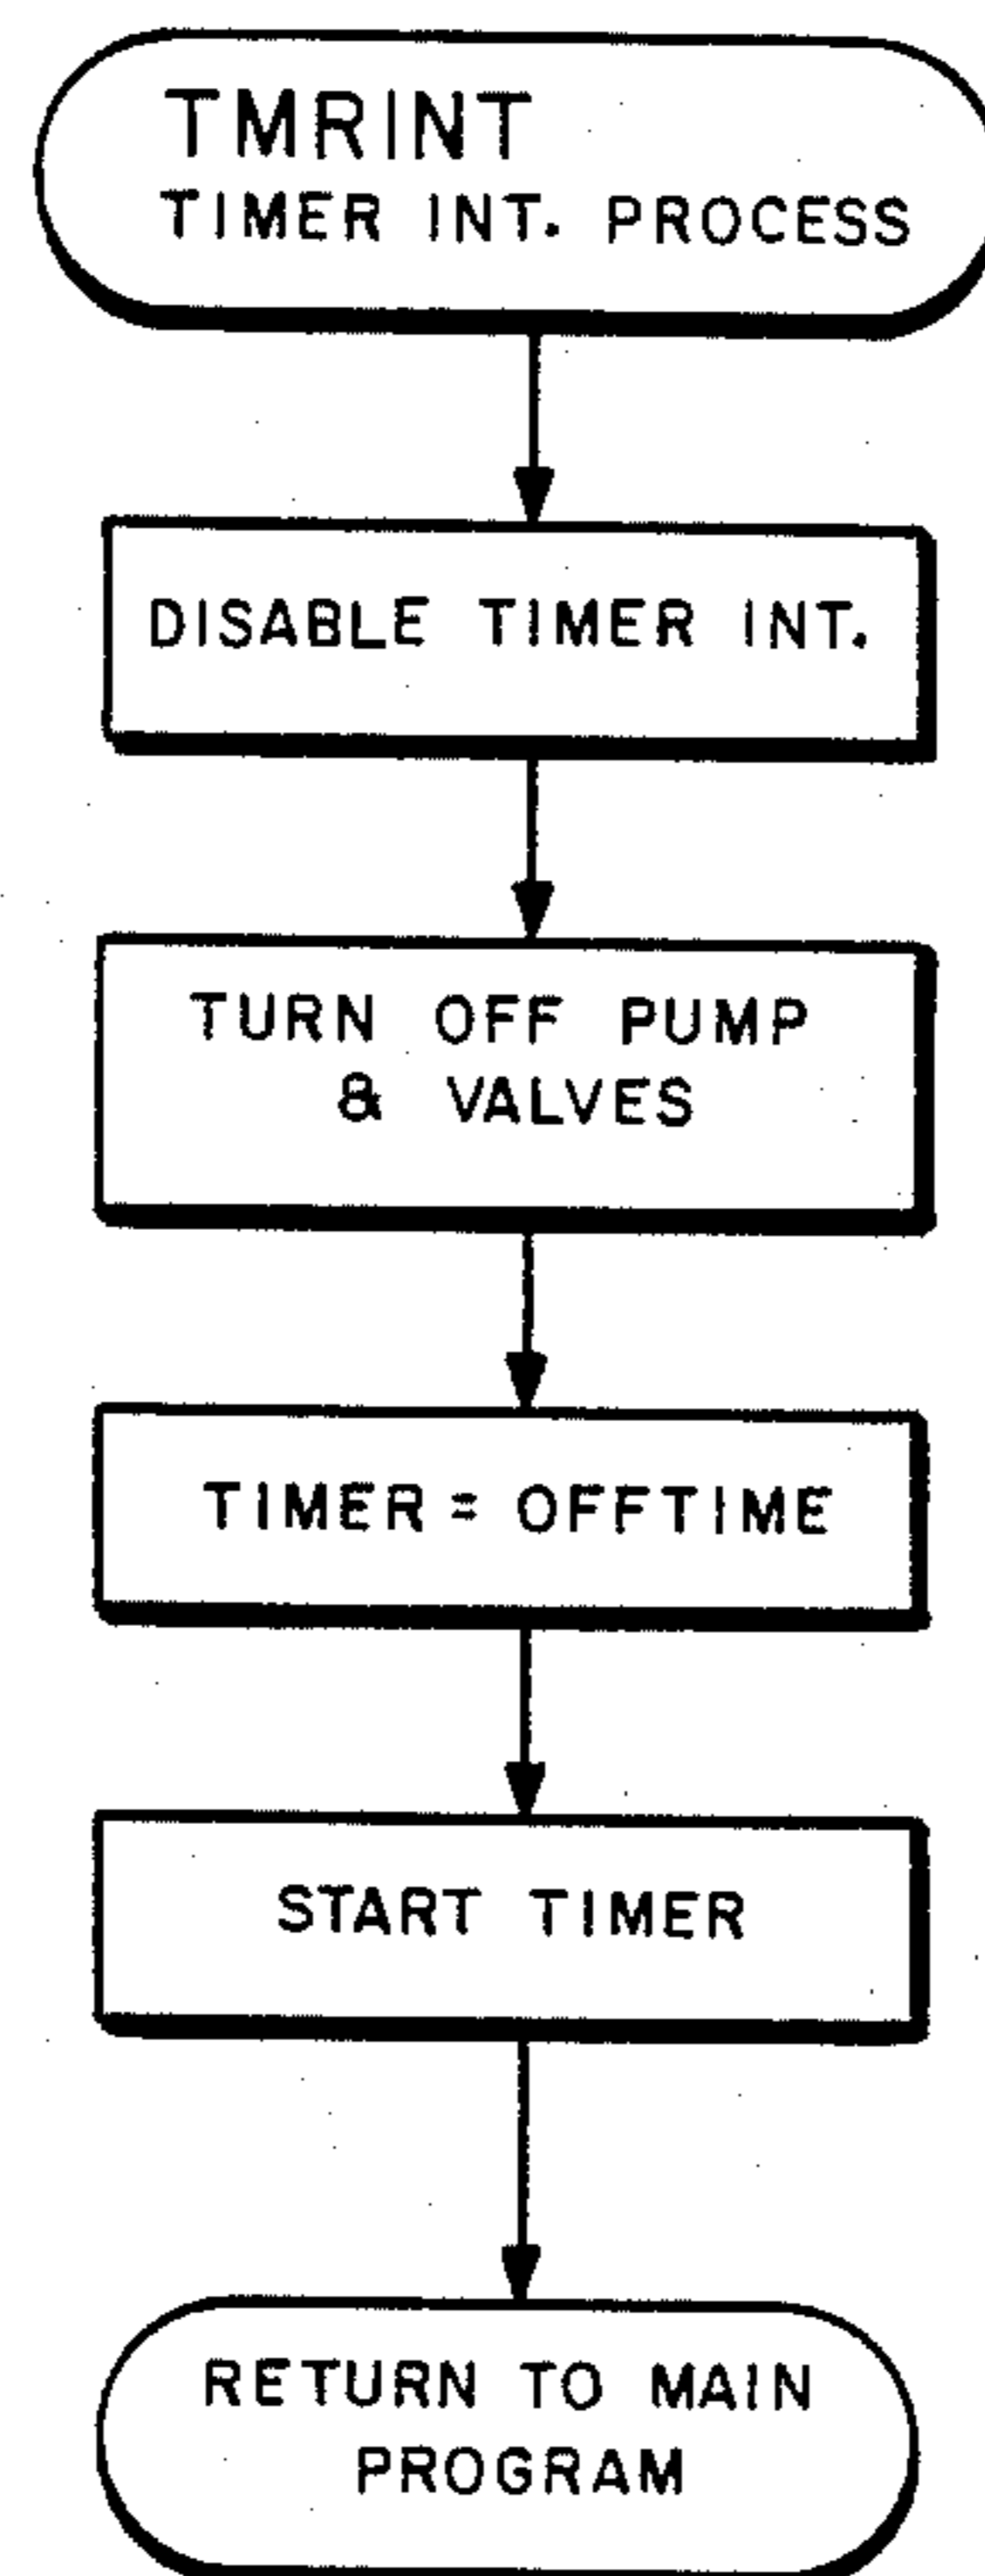 TMRINT
TIMER INT. PROCESS
DISABLE TIMER INT.
TURN OFF PUMP
& VALVES
TIMER = OFFTIME
START TIMER
RETURN TO MAIN
PROGRAM